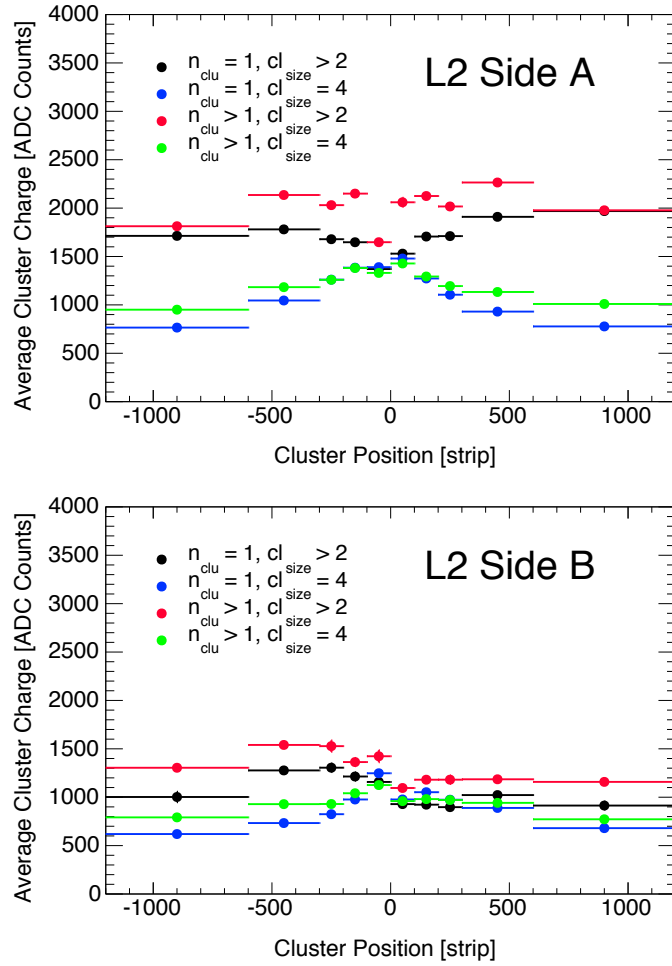 4000
3500
3000
2500
2000
1500
1000
500
0
Average Cluster Charge [ADC Counts]
L2 Side A
n_clu = 1, cl_size > 2
n_clu = 1, cl_size = 4
n_clu > 1, cl_size > 2
n_clu > 1, cl_size = 4
-1000 -500 0 500 1000
Cluster Position [strip]
4000
3500
3000
2500
2000
1500
1000
500
0
Average Cluster Charge [ADC Counts]
L2 Side B
n_clu = 1, cl_size > 2
n_clu = 1, cl_size = 4
n_clu > 1, cl_size > 2
n_clu > 1, cl_size = 4
-1000 -500 0 500 1000
Cluster Position [strip]